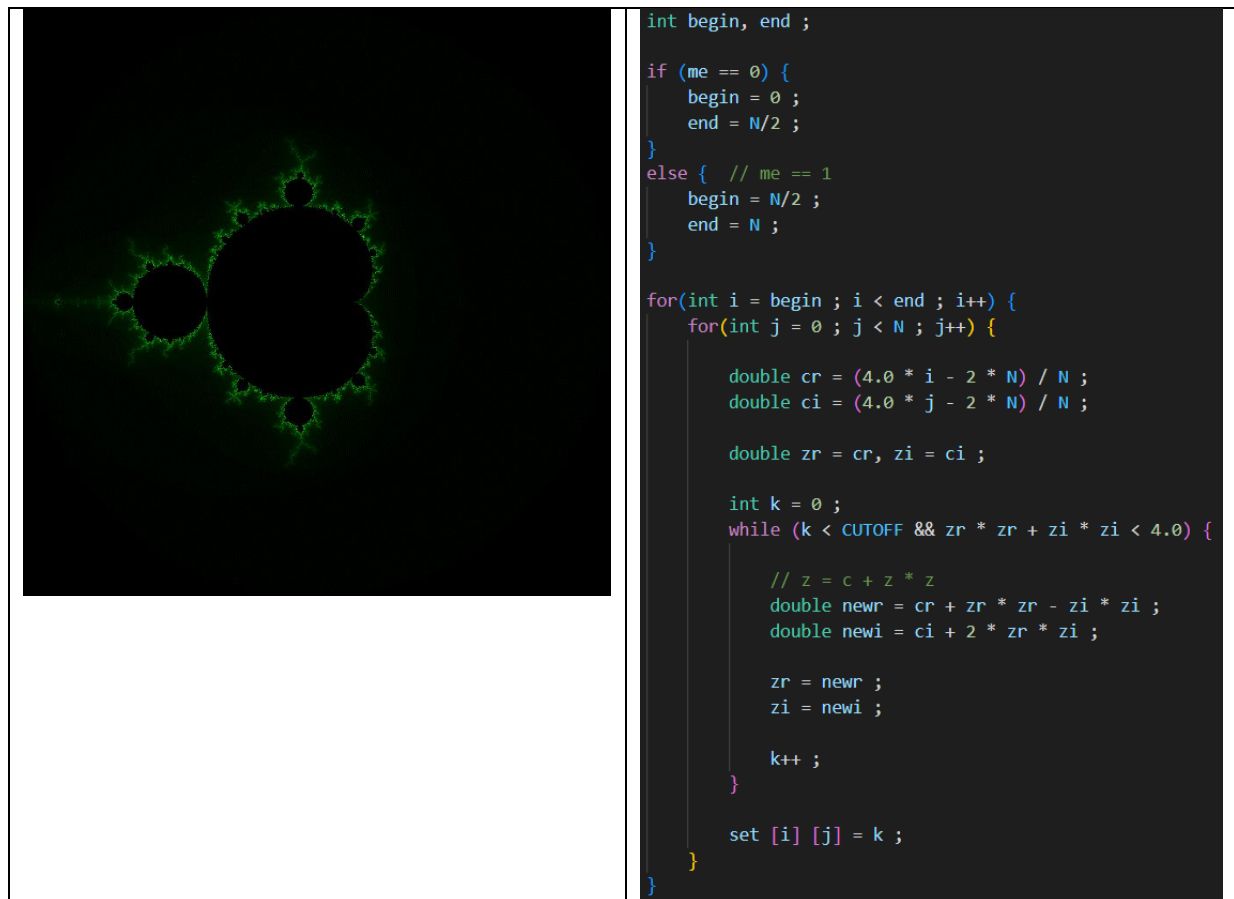 int begin, end ;
if (me == 0) {
begin = 0 ;
end = N/2 ;
}
else {  // me == 1
begin = N/2 ;
end = N ;
}
for(int i = begin ; i < end ; i++) {
for(int j = 0 ; j < N ; j++) {
double cr = (4.0 * i - 2 * N) / N ;
double ci = (4.0 * j - 2 * N) / N ;
double zr = cr, zi = ci ;
int k = 0 ;
while (k < CUTOFF && zr * zr + zi * zi < 4.0) {
// z = c + z * z
double newr = cr + zr * zr - zi * zi ;
double newi = ci + 2 * zr * zi ;
zr = newr ;
zi = newi ;
k++ ;
}
set [i] [j] = k ;
}
}